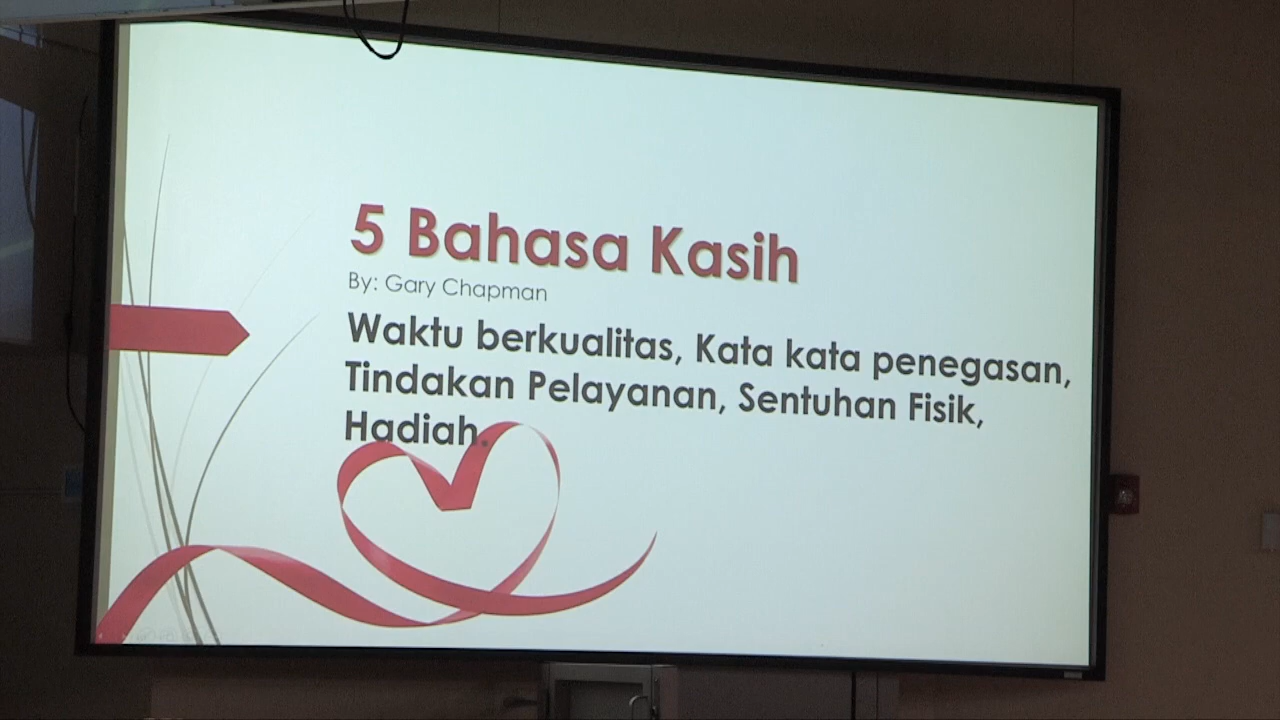 5 Bahasa Kasih
By: Gary Chapman
Waktu berkualitas, Kata kata penegasan,
Tindakan Pelayanan, Sentuhan Fisik,
Hadiah.